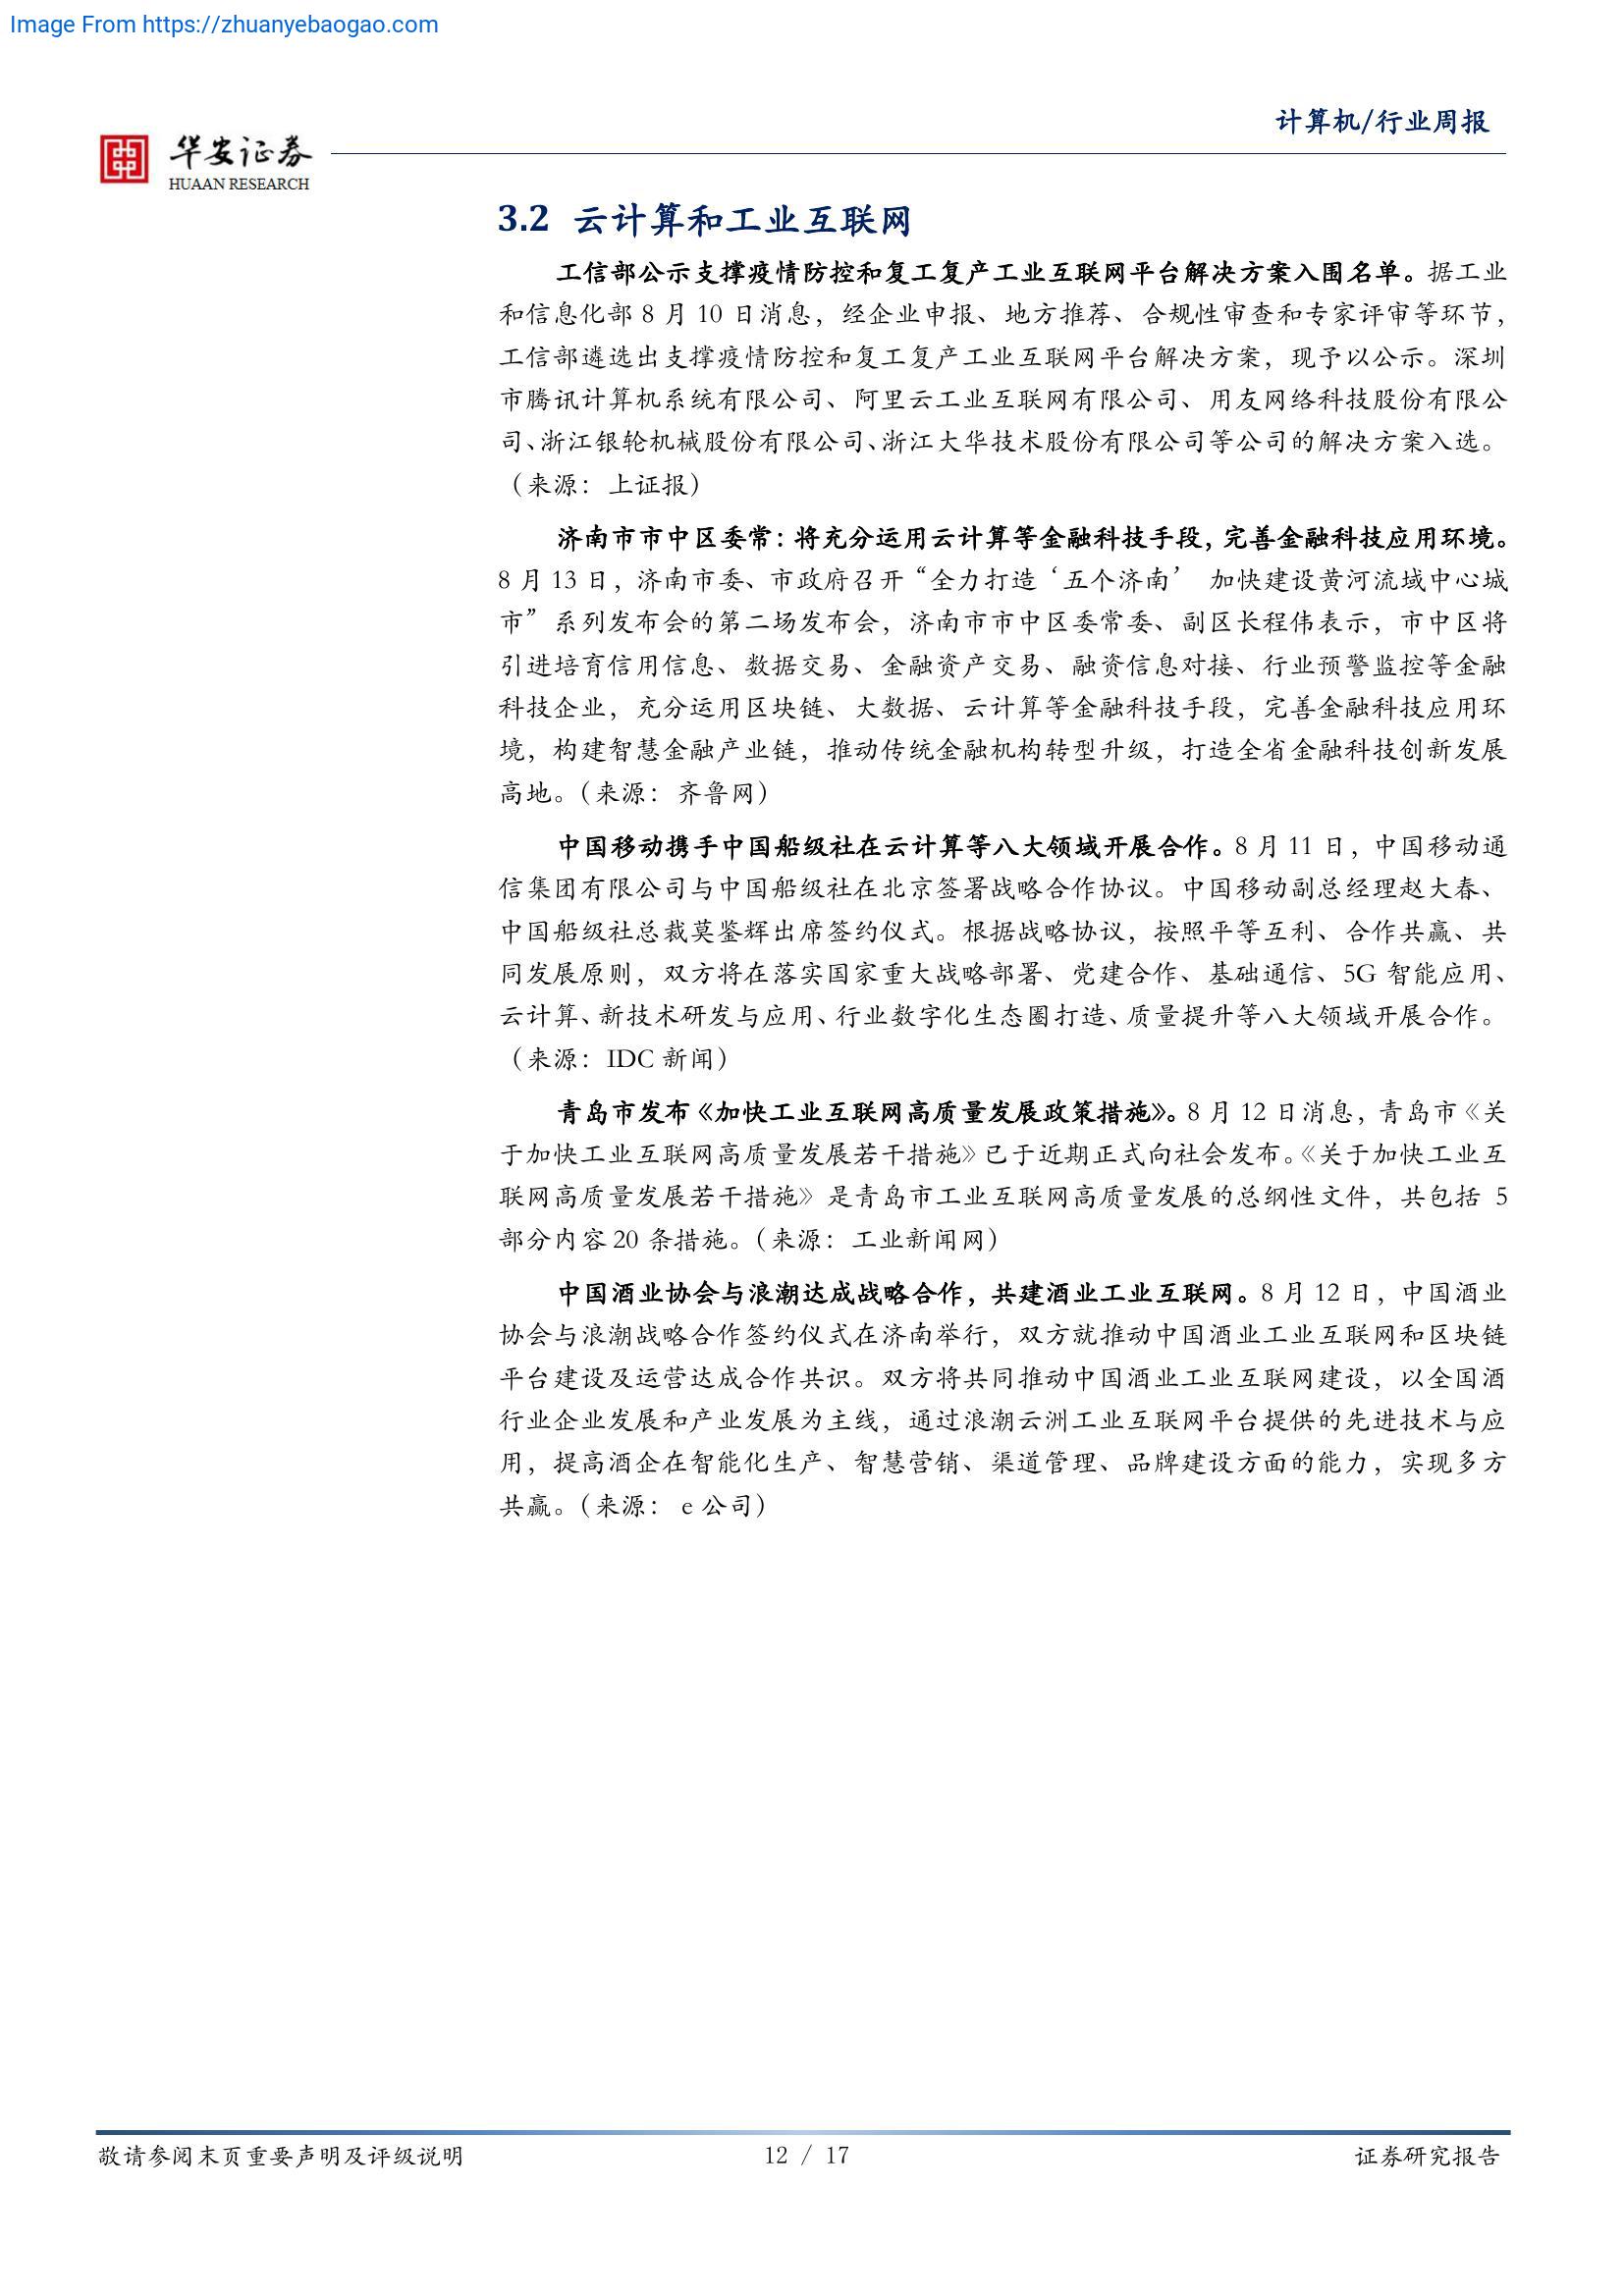 Image From https://zhuanyebaogao.com
计算机/行业周报
华安证券
HUAAN RESEARCH
3.2 云计算和工业互联网
工信部公示支撑疫情防控和复工复产工业互联网平台解决方案入围名单。据工业
和信息化部 8 月 10 日消息，经企业申报、地方推荐、合规性审查和专家评审等环节，
工信部遴选出支撑疫情防控和复工复产工业互联网平台解决方案，现予以公示。深圳
市腾讯计算机系统有限公司、阿里云工业互联网有限公司、用友网络科技股份有限公
司、浙江银轮机械股份有限公司、浙江大华技术股份有限公司等公司的解决方案入选。
（来源：上证报）
济南市市中区委常：将充分运用云计算等金融科技手段，完善金融科技应用环境。
8 月 13 日，济南市委、市政府召开“全力打造‘五个济南’ 加快建设黄河流域中心城
市”系列发布会的第二场发布会，济南市市中区委常委、副区长程伟表示，市中区将
引进培育信用信息、数据交易、金融资产交易、融资信息对接、行业预警监控等金融
科技企业，充分运用区块链、大数据、云计算等金融科技手段，完善金融科技应用环
境，构建智慧金融产业链，推动传统金融机构转型升级，打造全省金融科技创新发展
高地。（来源：齐鲁网）
中国移动携手中国船级社在云计算等八大领域开展合作。8 月 11 日，中国移动通
信集团有限公司与中国船级社在北京签署战略合作协议。中国移动副总经理赵大春、
中国船级社总裁莫鉴辉出席签约仪式。根据战略协议，按照平等互利、合作共赢、共
同发展原则，双方将在落实国家重大战略部署、党建合作、基础通信、5G 智能应用、
云计算、新技术研发与应用、行业数字化生态圈打造、质量提升等八大领域开展合作。
（来源：IDC 新闻）
青岛市发布《加快工业互联网高质量发展政策措施》。8 月 12 日消息，青岛市《关
于加快工业互联网高质量发展若干措施》已于近期正式向社会发布。《关于加快工业互
联网高质量发展若干措施》是青岛市工业互联网高质量发展的总纲性文件，共包括 5
部分内容 20 条措施。（来源：工业新闻网）
中国酒业协会与浪潮达成战略合作，共建酒业工业互联网。8 月 12 日，中国酒业
协会与浪潮战略合作签约仪式在济南举行，双方就推动中国酒业工业互联网和区块链
平台建设及运营达成合作共识。双方将共同推动中国酒业工业互联网建设，以全国酒
行业企业发展和产业发展为主线，通过浪潮云洲工业互联网平台提供的先进技术与应
用，提高酒企在智能化生产、智慧营销、渠道管理、品牌建设方面的能力，实现多方
共赢。（来源： e 公司）
敬请参阅末页重要声明及评级说明
12 / 17
证券研究报告